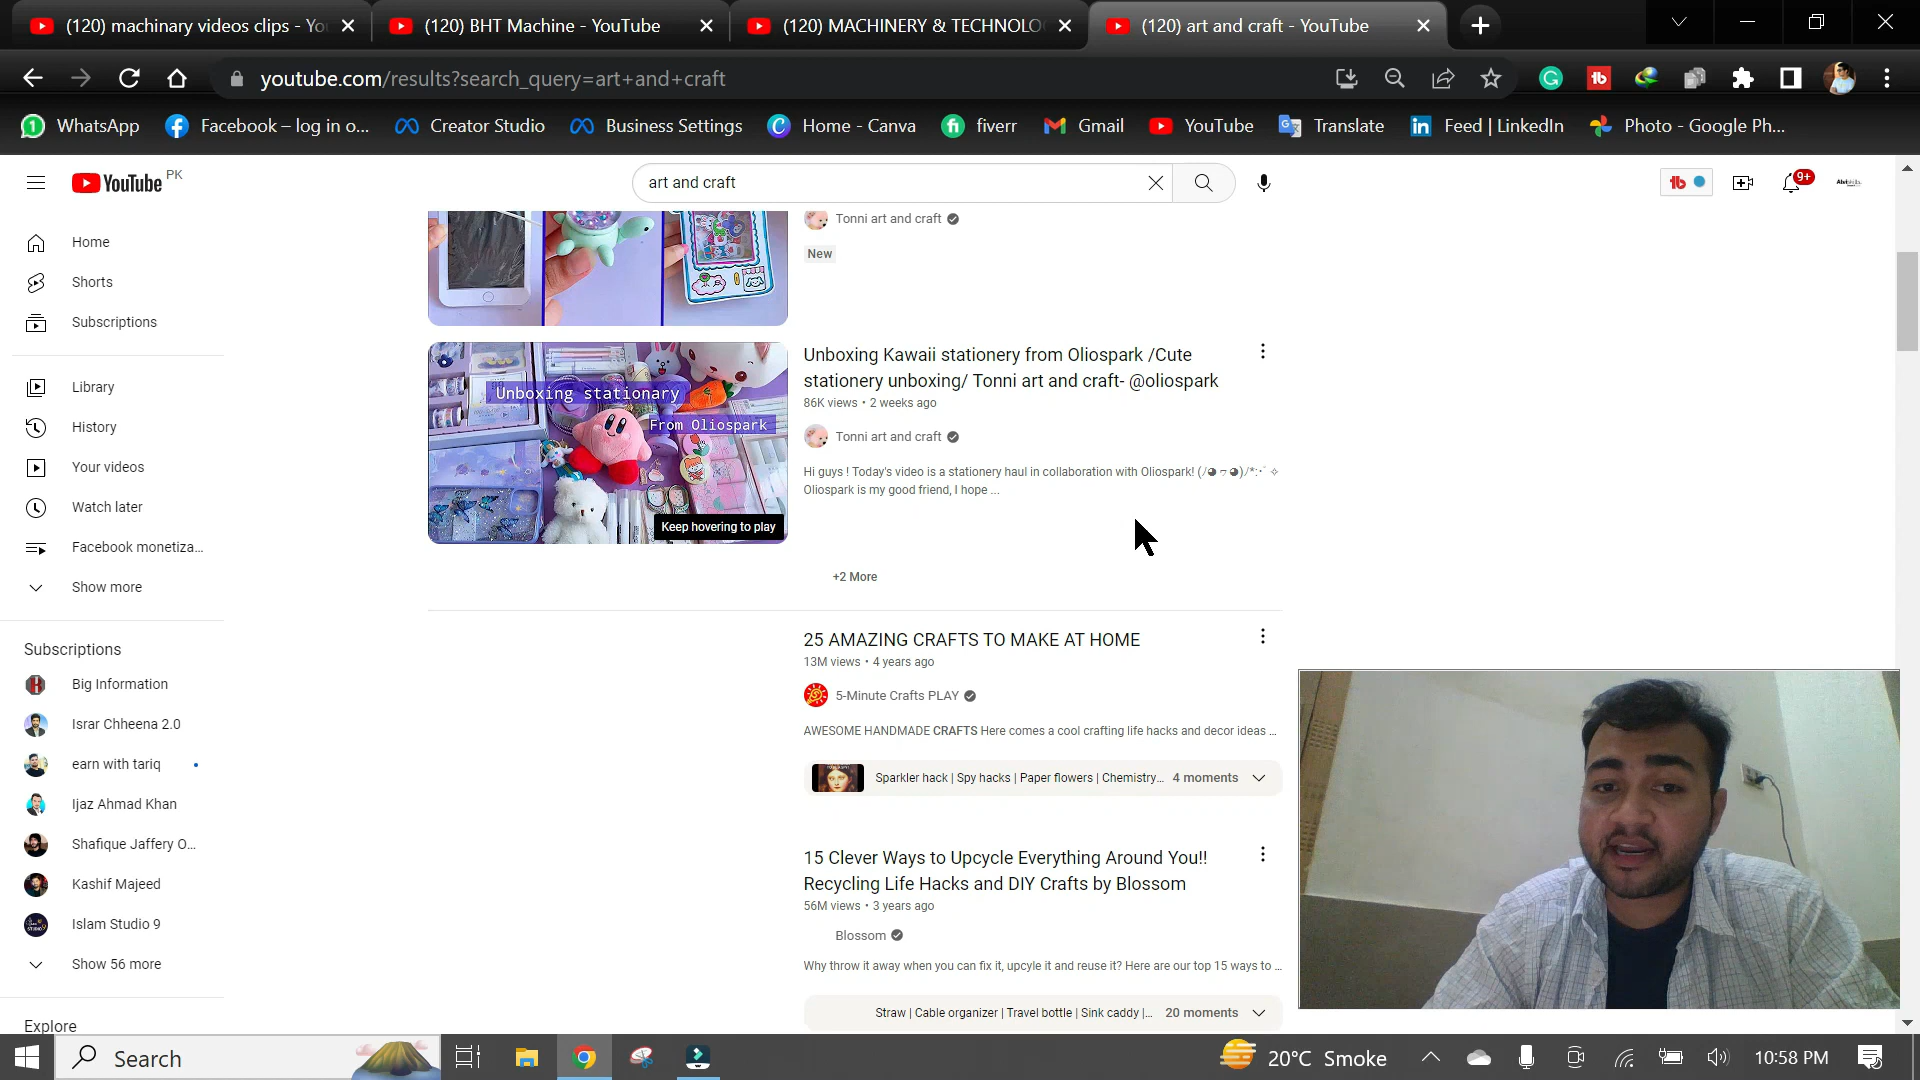 (120) machinary videos clips - Yo
(120) BHT Machine - YouTube
(120) MACHINERY & TECHNOLO
(120) art and craft - YouTube
youtube.com/results?search_query=art+and+craft
WhatsApp
Facebook – log in o...
Creator Studio
Business Settings
Home - Canva
fiverr
Gmail
YouTube
Translate
Feed | LinkedIn
Photo - Google Ph...
YouTube PK
art and craft
9+
Home
Shorts
Subscriptions
Library
History
Your videos
Watch later
Facebook monetiza...
Show more
Subscriptions
Big Information
Israr Chheena 2.0
earn with tariq
Ijaz Ahmad Khan
Shafique Jaffery O...
Kashif Majeed
Islam Studio 9
Show 56 more
Explore
Tonni art and craft
New
Unboxing stationary
From Oliospark
Keep hovering to play
Unboxing Kawaii stationery from Oliospark /Cute
stationery unboxing/ Tonni art and craft- @oliospark
86K views • 2 weeks ago
Tonni art and craft
Hi guys ! Today's video is a stationery haul in collaboration with Oliospark!
Oliospark is my good friend, I hope ...
+2 More
25 AMAZING CRAFTS TO MAKE AT HOME
13M views • 4 years ago
5-Minute Crafts PLAY
AWESOME HANDMADE CRAFTS Here comes a cool crafting life hacks and decor ideas ...
Sparkler hack | Spy hacks | Paper flowers | Chemistry... 4 moments
15 Clever Ways to Upcycle Everything Around You!!
Recycling Life Hacks and DIY Crafts by Blossom
56M views • 3 years ago
Blossom
Why throw it away when you can fix it, upcyle it and reuse it? Here are our top 15 ways to ...
Straw | Cable organizer | Travel bottle | Sink caddy |... 20 moments
Search
20°C Smoke
10:58 PM